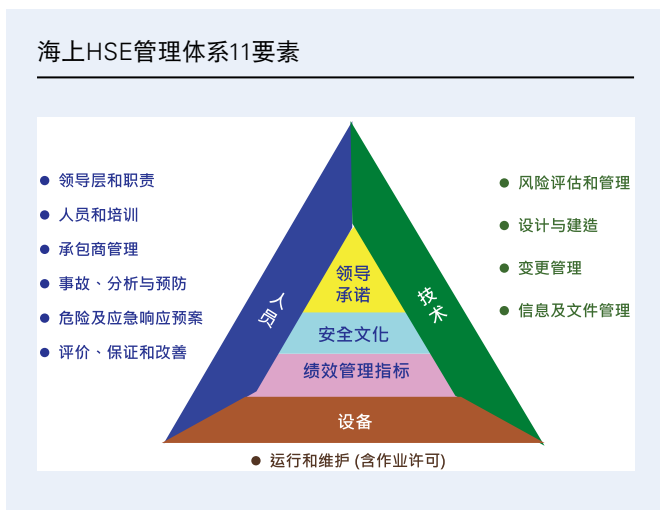 海上HSE管理体系11要素
● 领导层和职责
● 人员和培训
● 承包商管理
● 事故、分析与预防
● 危险及应急响应预案
● 评价、保证和改善
● 风险评估和管理
● 设计与建造
● 变更管理
● 信息及文件管理
人员
技术
领导
承诺
安全文化
绩效管理指标
设备
● 运行和维护 (含作业许可)